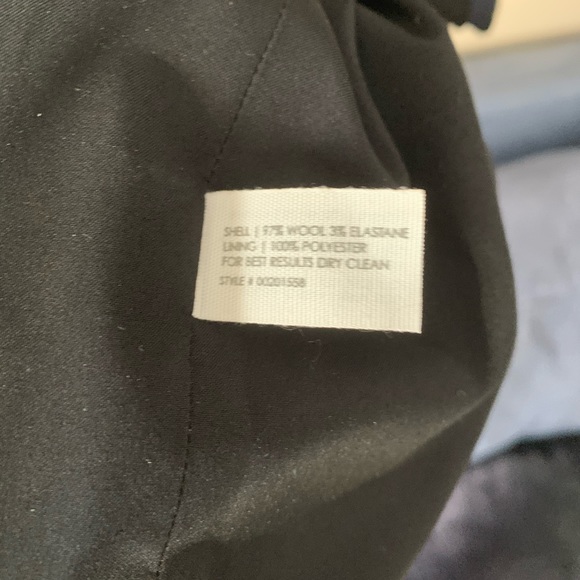 SHELL | 97% WOOL 3% ELASTANE
LINING | 100% POLYESTER
FOR BEST RESULTS DRY CLEAN
STYLE # 00201558